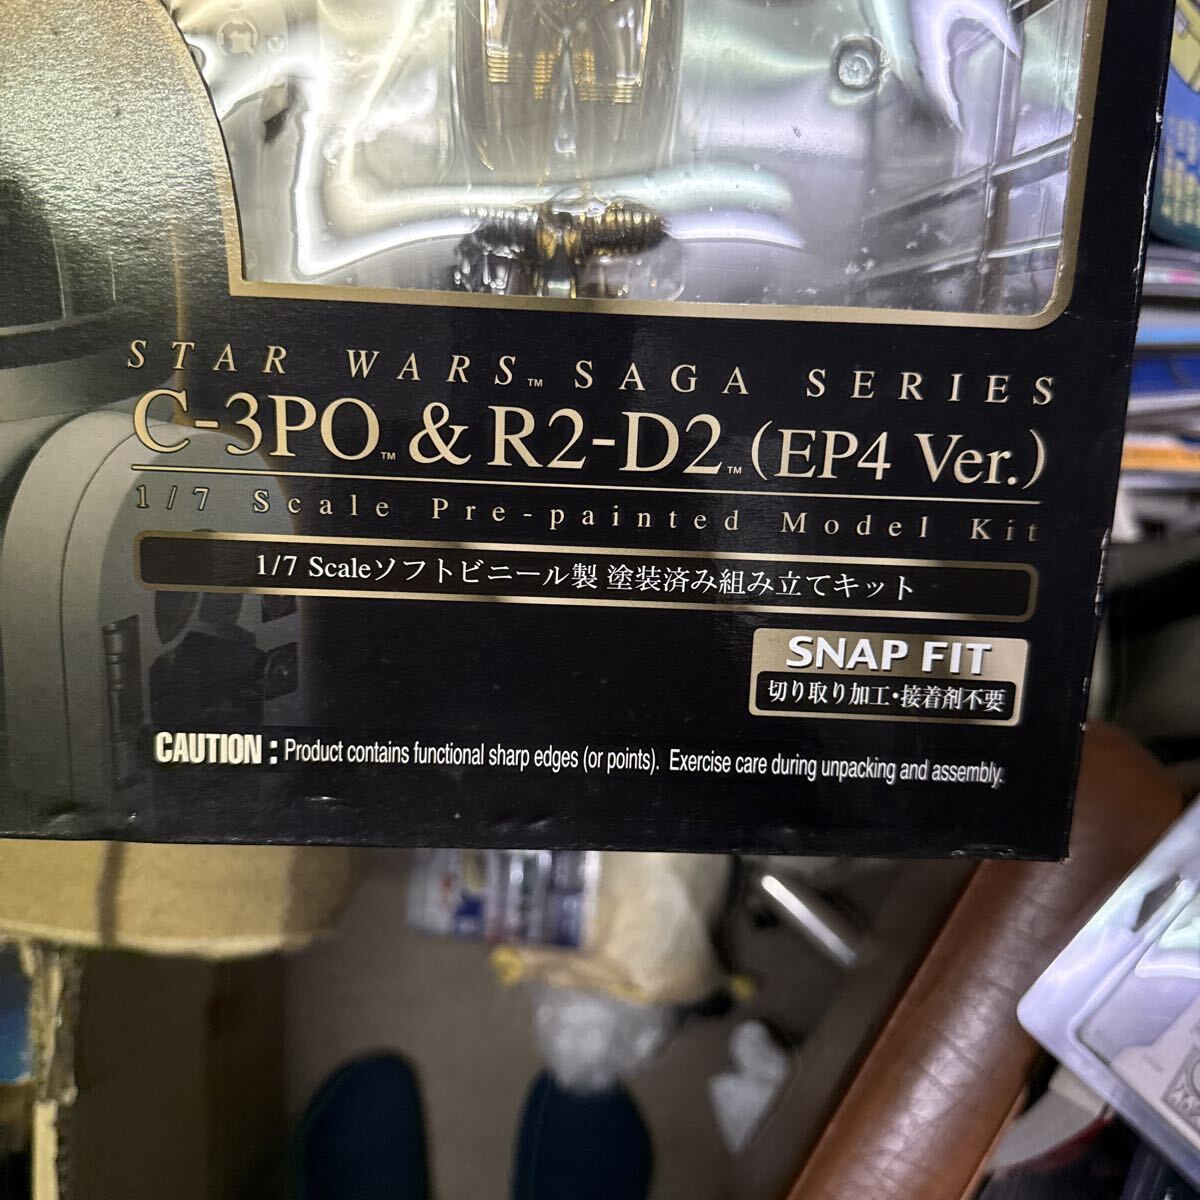 STAR WARS™ SAGA SERIES
C-3PO™ & R2-D2™ (EP4 Ver.)
1/7 Scale Pre-painted Model Kit
1/7 Scaleソフトビニール製 塗装済み組み立てキット
SNAP FIT
切り取り加工・接着剤不要
CAUTION : Product contains functional sharp edges (or points). Exercise care during unpacking and assembly.